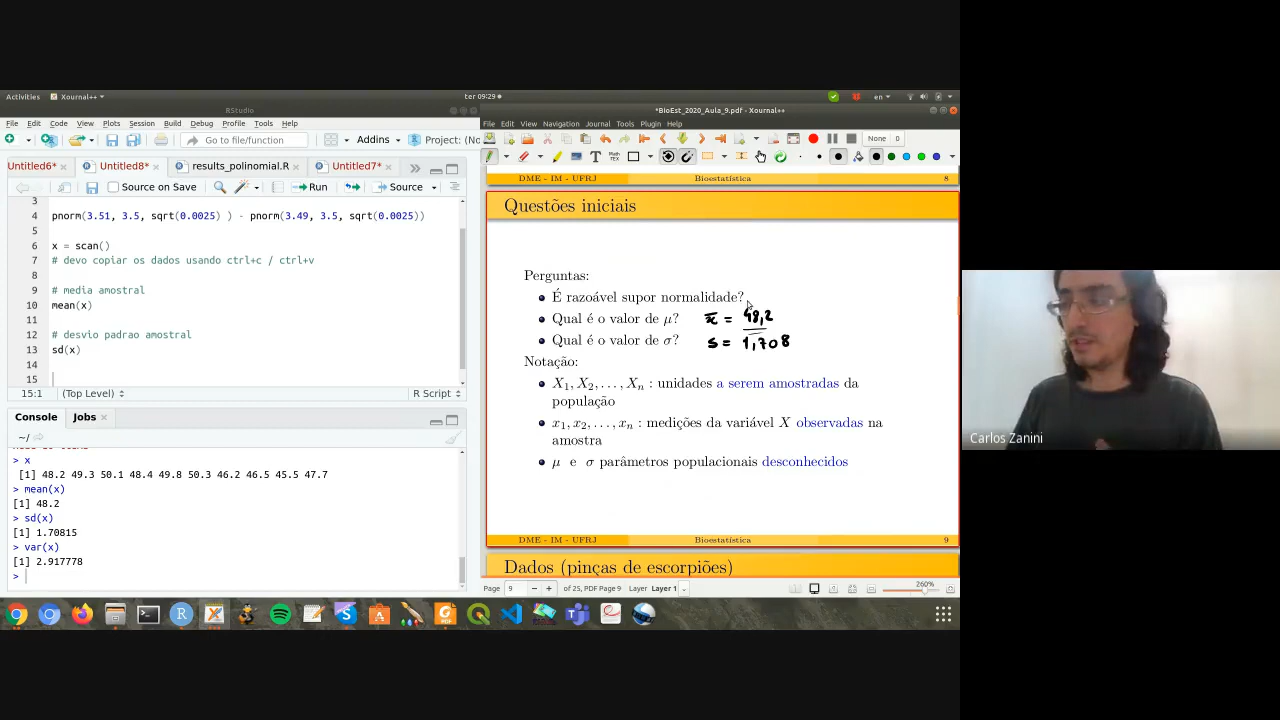 Activities Xournal++ ter 09:29 en
RStudio
File Edit Code View Plots Session Build Debug Profile Tools Help
Go to file/function Addins Project: (No
Untitled6* Untitled8* results_polinomial.R Untitled7*
Source on Save Run Source
3
4 pnorm(3.51, 3.5, sqrt(0.0025) ) - pnorm(3.49, 3.5, sqrt(0.0025))
5
6 x = scan()
7 # devo copiar os dados usando ctrl+c / ctrl+v
8
9 # media amostral
10 mean(x)
11
12 # desvio padrao amostral
13 sd(x)
14
15
15:1 (Top Level) R Script
Console Jobs
~/
> x
[1] 48.2 49.3 50.1 48.4 49.8 50.3 46.2 46.5 45.5 47.7
> mean(x)
[1] 48.2
> sd(x)
[1] 1.70815
> var(x)
[1] 2.917778
>
*BioEst_2020_Aula_9.pdf - Xournal++
File Edit View Navigation Journal Tools Plugin Help
None 0
DME - IM - UFRJ Bioestatística 8
Questões iniciais
Perguntas:
É razoável supor normalidade?
Qual é o valor de μ? x̄ = 48,2
Qual é o valor de σ? s = 1,708
Notação:
X1, X2, . . . , Xn : unidades a serem amostradas da
população
x1, x2, . . . , xn : medições da variável X observadas na
amostra
μ e σ parâmetros populacionais desconhecidos
DME - IM - UFRJ Bioestatística 9
Dados (pinças de escorpiões)
Page 9 of 25, PDF Page 9 Layer Layer 1 260%
Carlos Zanini